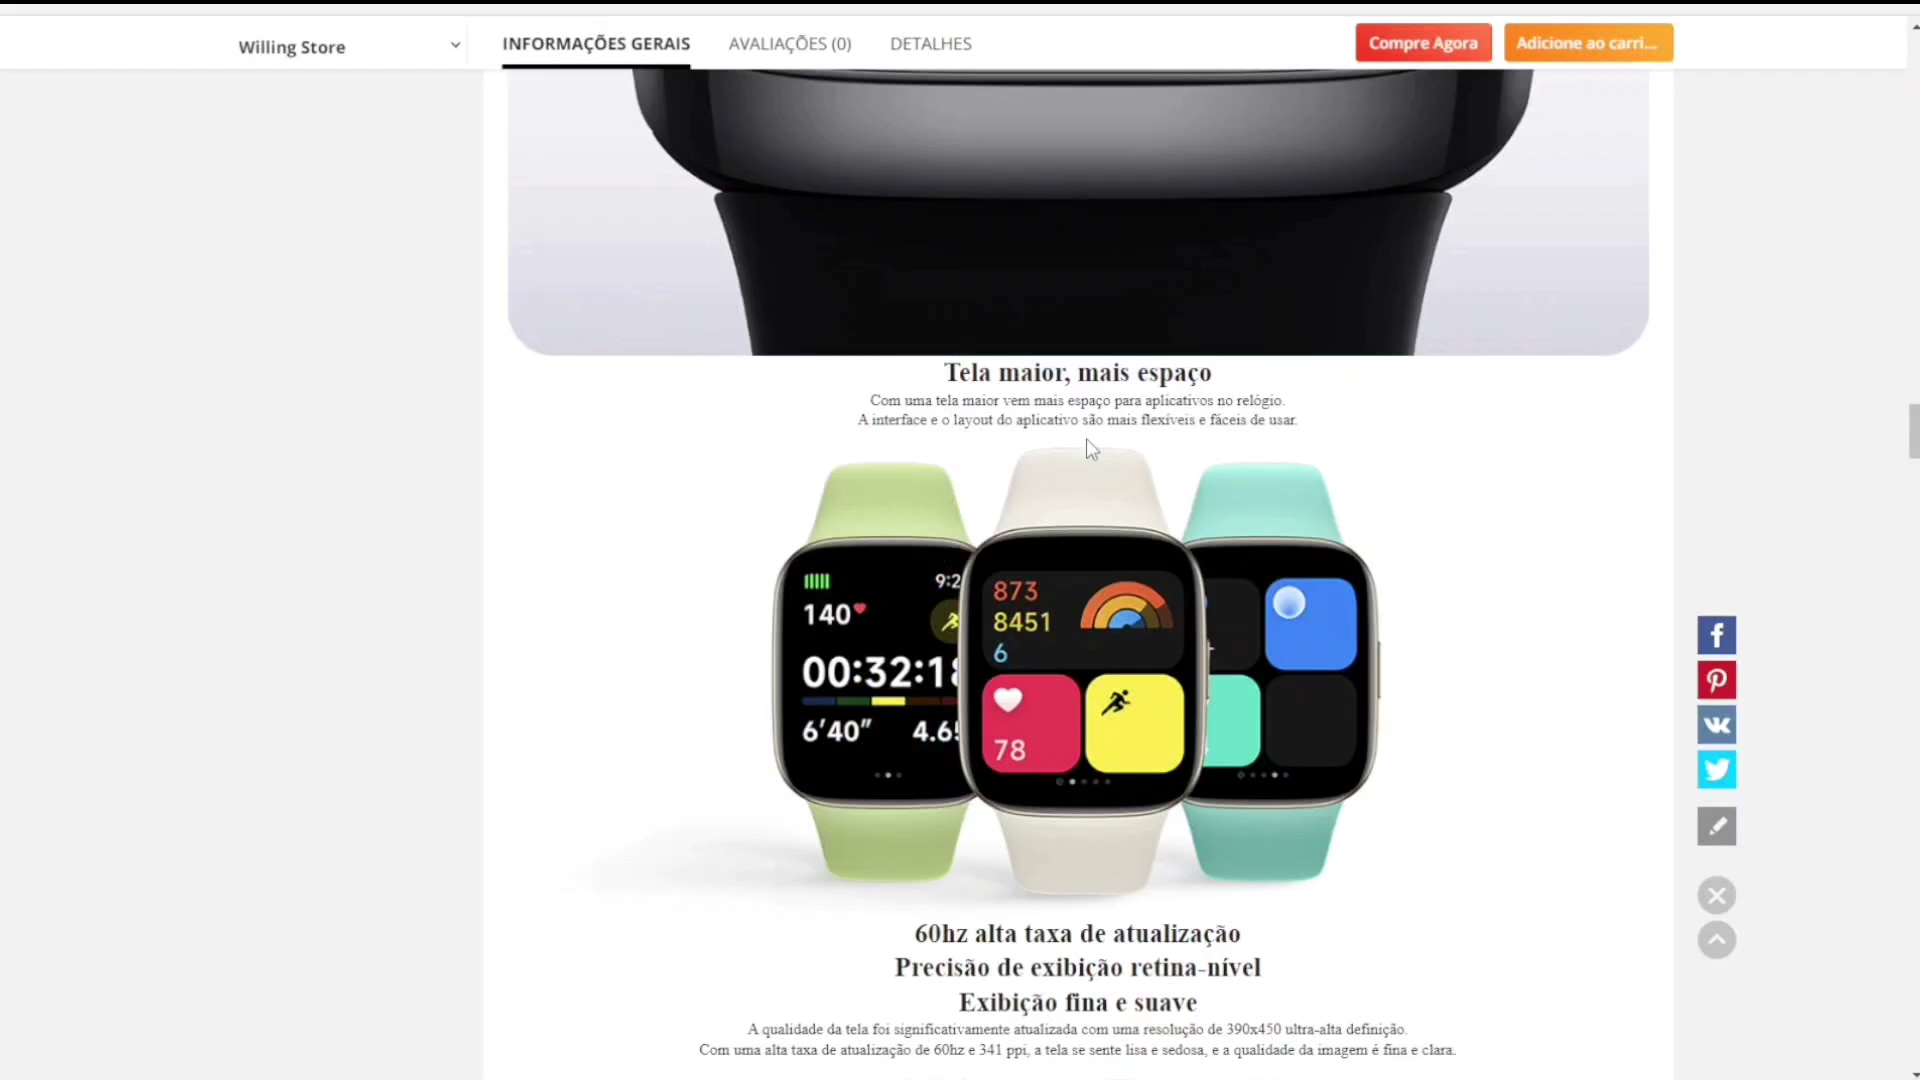 Willing Store
INFORMAÇÕES GERAIS
AVALIAÇÕES (0)
DETALHES
Compre Agora
Adicione ao carri...
Tela maior, mais espaço
Com uma tela maior vem mais espaço para aplicativos no relógio.
A interface e o layout do aplicativo são mais flexíveis e fáceis de usar.
9:2
140
00:32:18
6'40"
4.65
873
8451
6
78
60hz alta taxa de atualização
Precisão de exibição retina-nível
Exibição fina e suave
A qualidade da tela foi significativamente atualizada com uma resolução de 390x450 ultra-alta definição.
Com uma alta taxa de atualização de 60hz e 341 ppi, a tela se sente lisa e sedosa, e a qualidade da imagem é fina e clara.